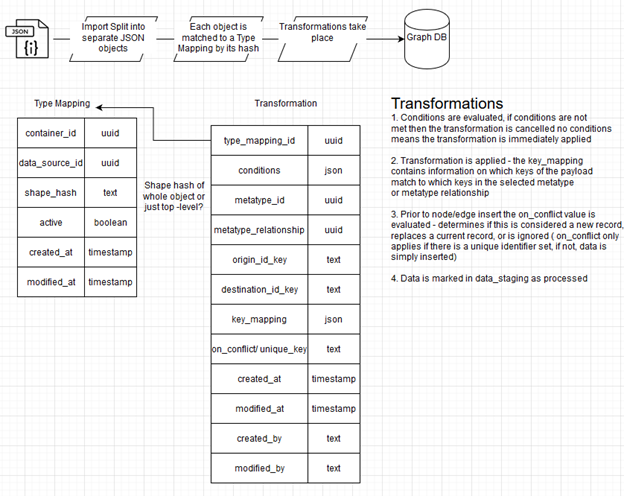 JSON
{i}
Import Split into
separate JSON
objects
Each object is
matched to a Type
Mapping by its hash
Transformations take
place
Graph DB
Type Mapping
container_id uuid
data_source_id uuid
shape_hash text
active boolean
created_at timestamp
modified_at timestamp
Shape hash of
whole object or
just top -level?
Transformation
type_mapping_id uuid
conditions json
metatype_id uuid
metatype_relationship uuid
origin_id_key text
destination_id_key text
key_mapping json
on_conflict/ unique_key text
created_at timestamp
modified_at timestamp
created_by text
modified_by text
Transformations
1. Conditions are evaluated, if conditions are not
met then the transformation is cancelled no conditions
means the transformation is immediately applied
2. Transformation is applied - the key_mapping
contains information on which keys of the payload
match to which keys in the selected metatype
or metatype relationship
3. Prior to node/edge insert the on_conflict value is
evaluated - determines if this is considered a new record,
replaces a current record, or is ignored ( on_conflict only
applies if there is a unique identifier set, if not, data is
simply inserted)
4. Data is marked in data_staging as processed